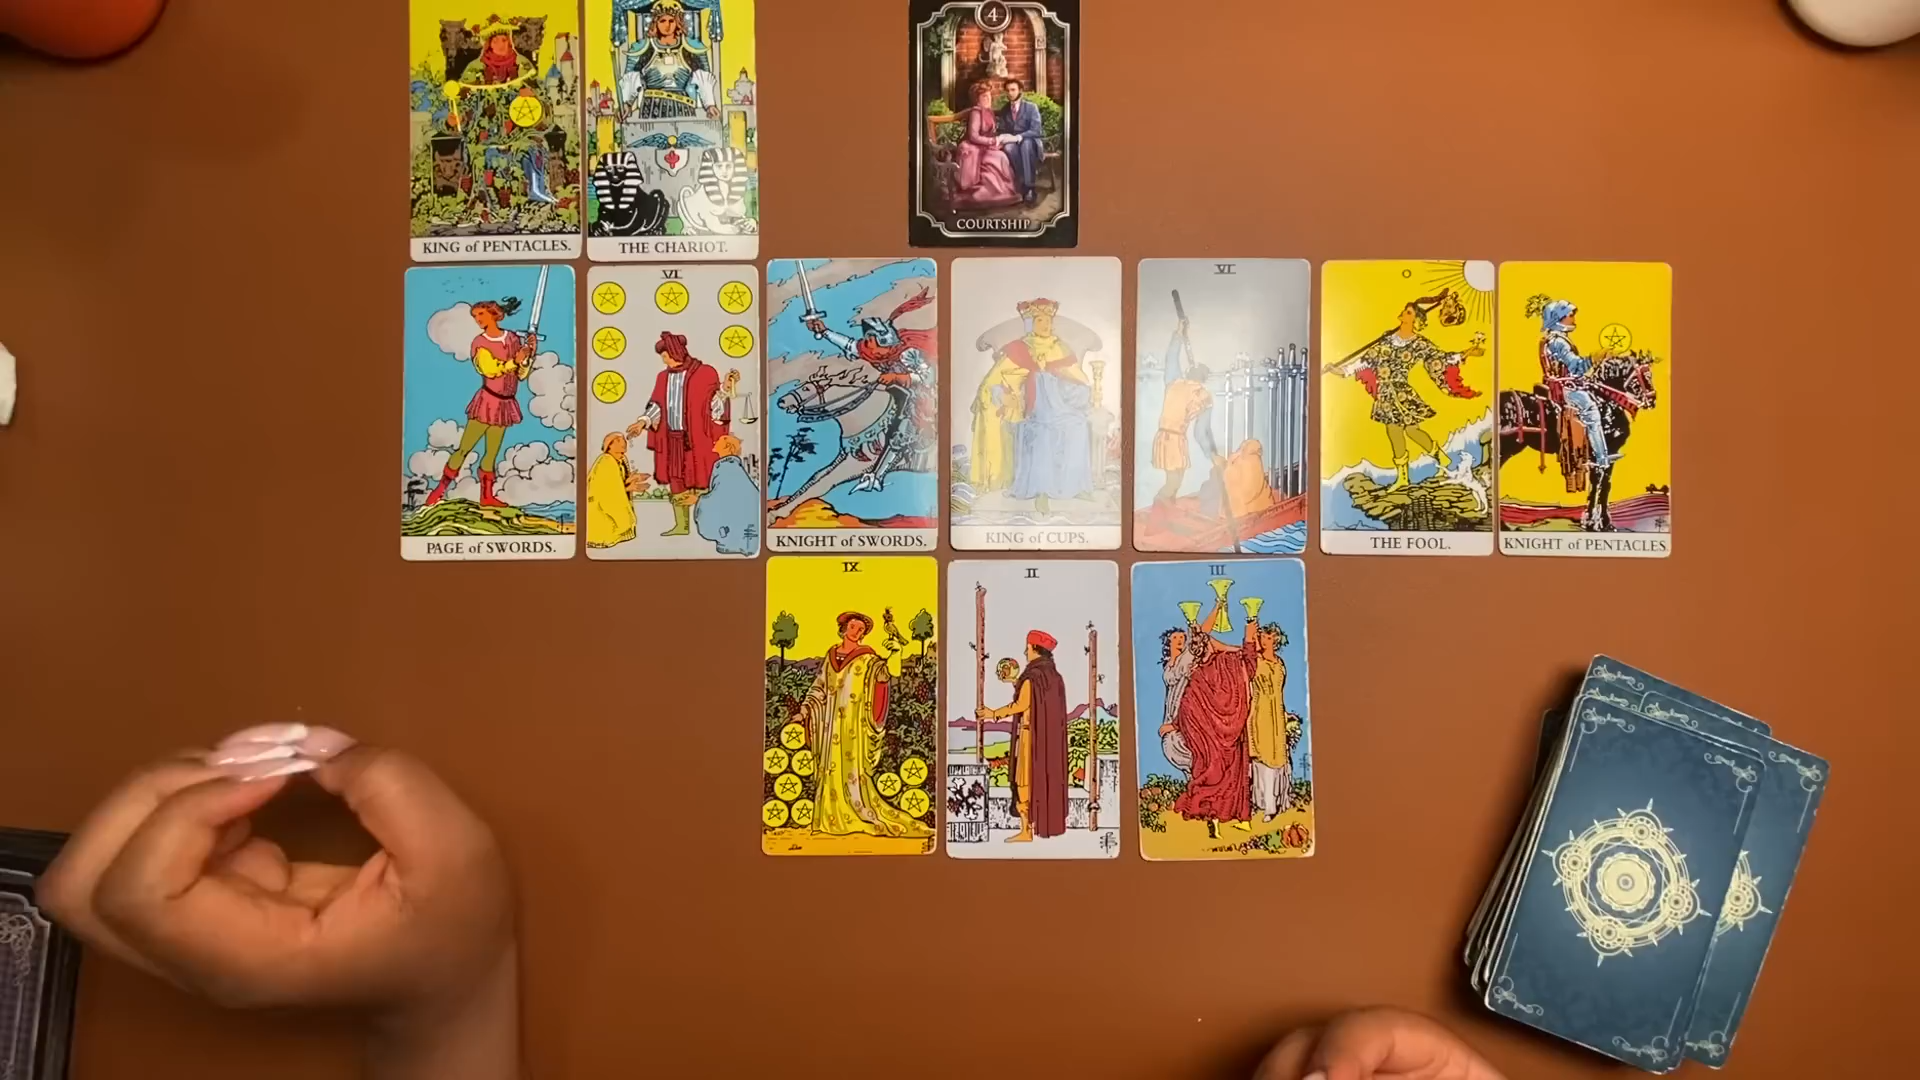 4
COURTSHIP
KING of PENTACLES.
THE CHARIOT.
VI
VI
0
PAGE of SWORDS.
KNIGHT of SWORDS.
KING of CUPS.
THE FOOL.
KNIGHT of PENTACLES.
IX
II
III